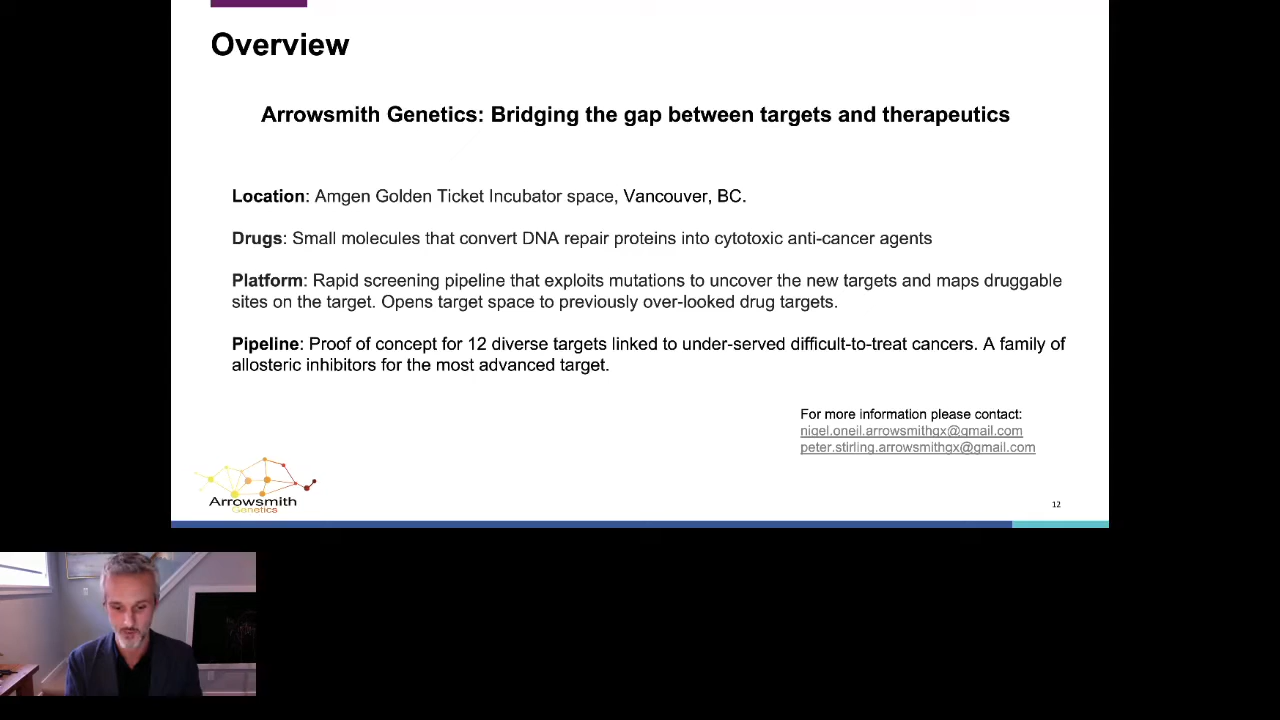 Overview
Arrowsmith Genetics: Bridging the gap between targets and therapeutics
Location: Amgen Golden Ticket Incubator space, Vancouver, BC.
Drugs: Small molecules that convert DNA repair proteins into cytotoxic anti-cancer agents
Platform: Rapid screening pipeline that exploits mutations to uncover the new targets and maps druggable
sites on the target. Opens target space to previously over-looked drug targets.
Pipeline: Proof of concept for 12 diverse targets linked to under-served difficult-to-treat cancers. A family of
allosteric inhibitors for the most advanced target.
For more information please contact:
nigel.oneil.arrowsmithgx@gmail.com
peter.stirling.arrowsmithgx@gmail.com
Arrowsmith
Genetics
12